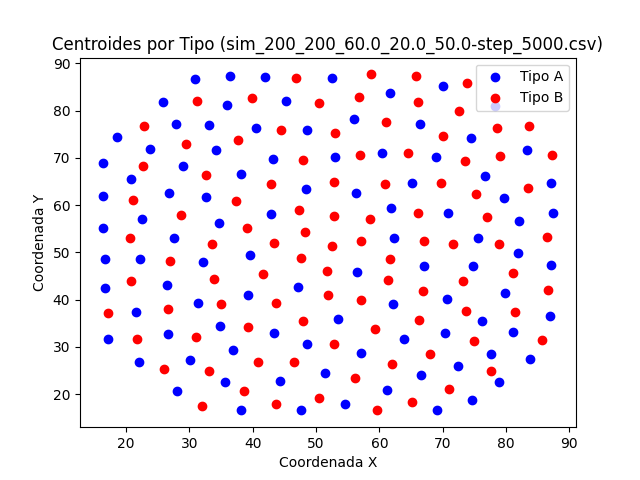 Centroides por Tipo (sim_200_200_60.0_20.0_50.0-step_5000.csv)
Tipo A
Tipo B
90
80
70
60
50
40
30
20
Coordenada Y
20 30 40 50 60 70 80 90
Coordenada X